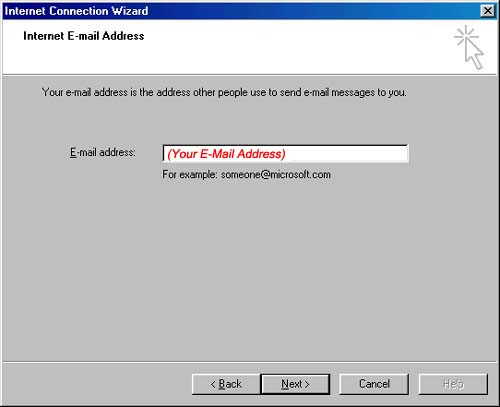 Internet Connection Wizard
Internet E-mail Address
Your e-mail address is the address other people use to send e-mail messages to you.
E-mail address: (Your E-Mail Address)
For example: someone@microsoft.com
< Back Next > Cancel Help